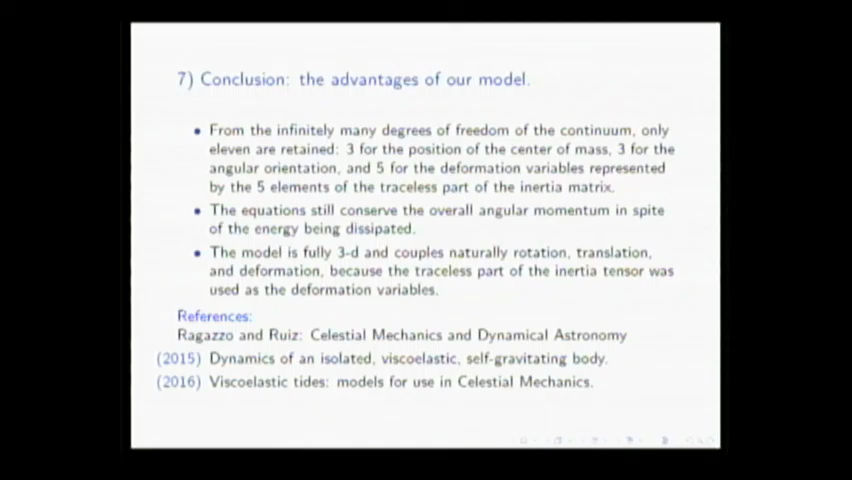 7) Conclusion: the advantages of our model.
• From the infinitely many degrees of freedom of the continuum, only
eleven are retained: 3 for the position of the center of mass, 3 for the
angular orientation, and 5 for the deformation variables represented
by the 5 elements of the traceless part of the inertia matrix.
• The equations still conserve the overall angular momentum in spite
of the energy being dissipated.
• The model is fully 3-d and couples naturally rotation, translation,
and deformation, because the traceless part of the inertia tensor was
used as the deformation variables.
References:
Ragazzo and Ruiz: Celestial Mechanics and Dynamical Astronomy
(2015) Dynamics of an isolated, viscoelastic, self-gravitating body.
(2016) Viscoelastic tides: models for use in Celestial Mechanics.